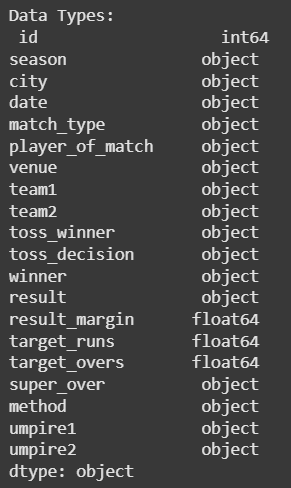 Data Types:
id int64
season object
city object
date object
match_type object
player_of_match object
venue object
team1 object
team2 object
toss_winner object
toss_decision object
winner object
result object
result_margin float64
target_runs float64
target_overs float64
super_over object
method object
umpire1 object
umpire2 object
dtype: object